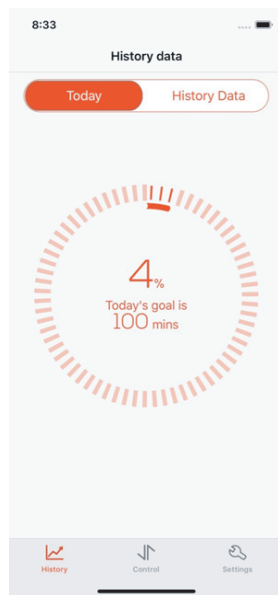 8:33
History data
Today
History Data
4%
Today's goal is
100 mins
History
Control
Settings